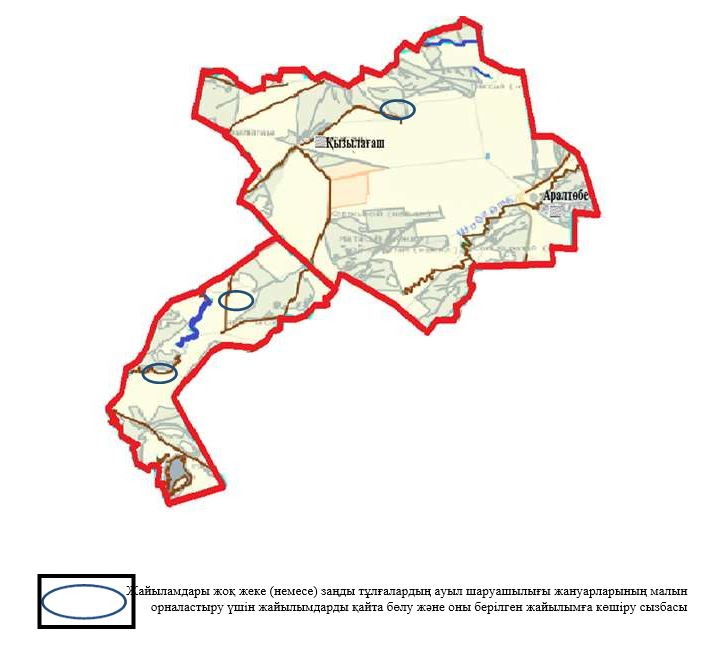 Қызылағаш
Аралтөбе
Жайыламдары жоқ жеке (немесе) заңды тұлғалардың ауыл шаруашылығы жануарларының малын
орналастыру үшін жайылымдарды қайта бөлу және оны берілген жайылымға көшіру сызбасы